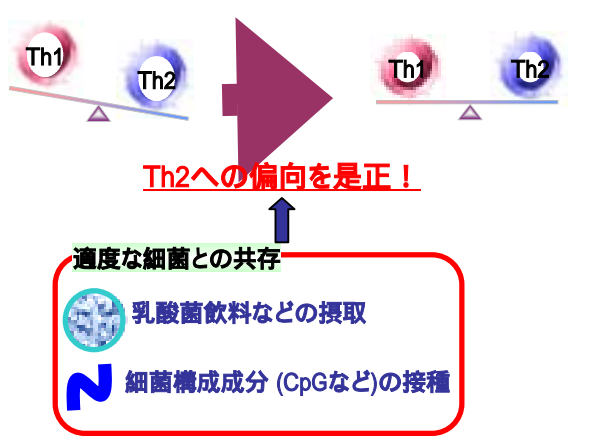 Th1
Th2
Th1
Th2
Th2への偏向を是正！
適度な細菌との共存
乳酸菌飲料などの摂取
細菌構成成分 (CpGなど)の接種